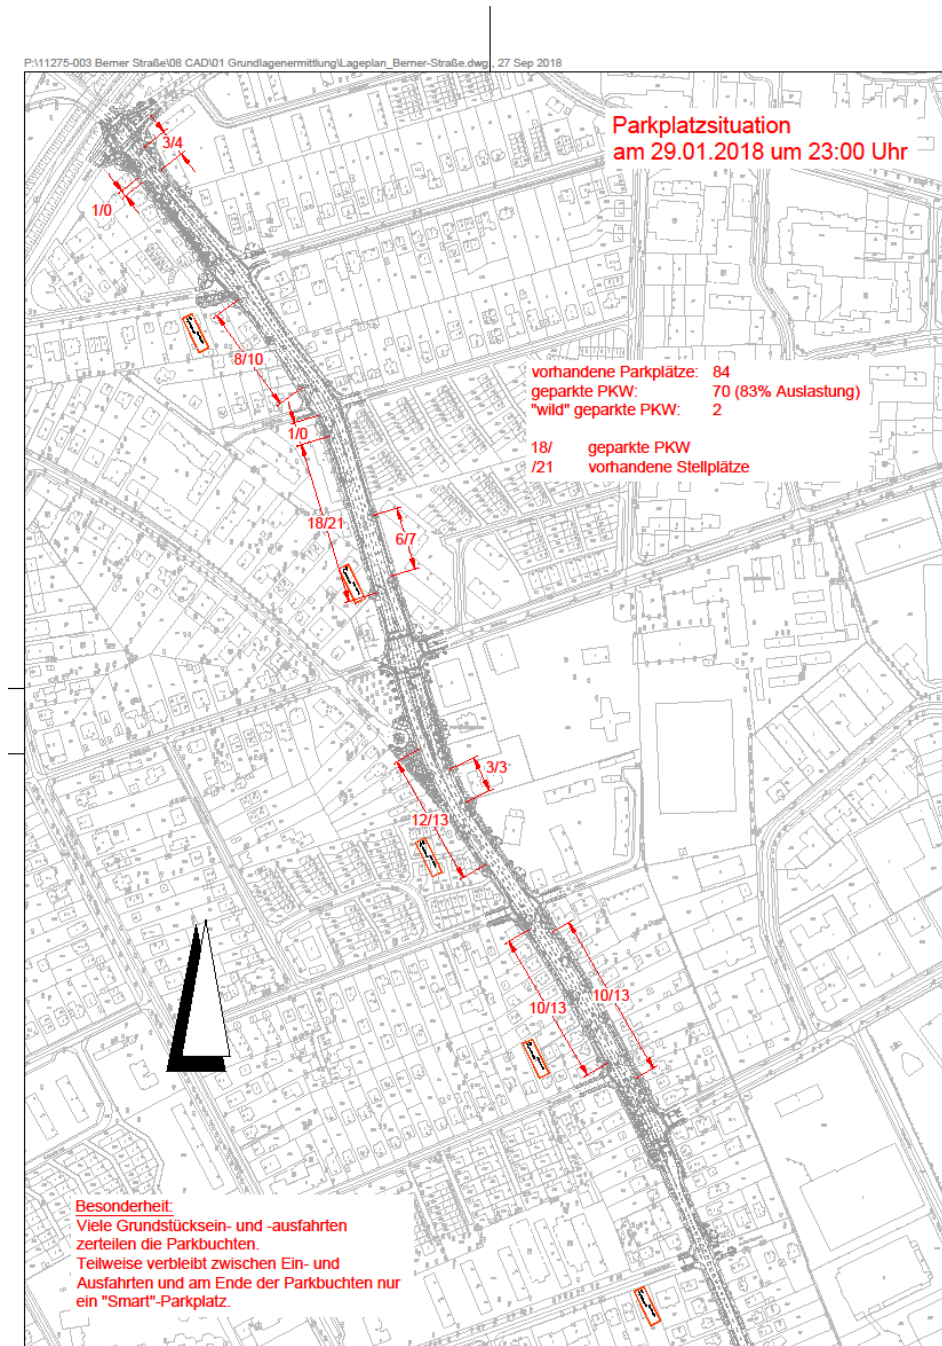 P:\11275-003 Berner Straße\08 CAD\01 Grundlagenermittlung\Lageplan_Berner-Straße.dwg, 27 Sep 2018
Parkplatzsituation
am 29.01.2018 um 23:00 Uhr
3/4
1/0
8/10
vorhandene Parkplätze: 84
geparkte PKW: 70 (83% Auslastung)
"wild" geparkte PKW: 2
1/0
18/ geparkte PKW
/21 vorhandene Stellplätze
18/21
6/7
3/3
12/13
10/13
10/13
Besonderheit:
Viele Grundstücksein- und -ausfahrten
zerteilen die Parkbuchten.
Teilweise verbleibt zwischen Ein- und
Ausfahrten und am Ende der Parkbuchten nur
ein "Smart"-Parkplatz.